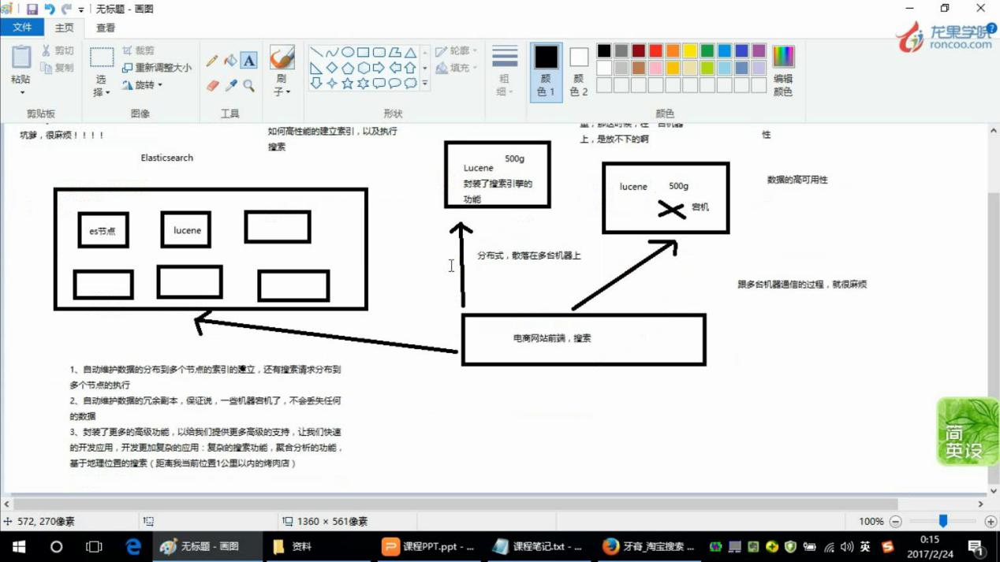 无标题 - 画图
文件
主页
查看
龙果学院
roncoo.com
粘贴
剪切
复制
剪贴板
选择
裁剪
重新调整大小
旋转
图像
工具
刷子
形状
轮廓
填充
粗细
颜色 1
颜色 2
编辑颜色
颜色
坑爹，很麻烦！！！！
如何高性能的建立索引，以及执行
搜索
上，是放不下的啊
性
Elasticsearch
es节点
lucene
500g
Lucene
封装了搜索引擎的
功能
lucene 500g
宕机
数据的高可用性
分布式，散落在多台机器上
跟多台机器通信的过程，就很麻烦
电商网站前端，搜索
1、自动维护数据的分布到多个节点的索引的建立，还有搜索请求分布到
多个节点的执行
2、自动维护数据的冗余副本，保证说，一些机器宕机了，不会丢失任何
的数据
3、封装了更多的高级功能，以给我们提供更多高级的支持，让我们快速
的开发应用，开发更加复杂的应用：复杂的搜索功能，聚合分析的功能，
基于地理位置的搜索（距离我当前位置1公里以内的烤肉店）
简
英设
572, 270像素
1360 × 561像素
100%
无标题 - 画图
资料
课程PPT.ppt - ...
课程笔记.txt - ...
牙膏_淘宝搜索 ...
英
0:15
2017/2/24